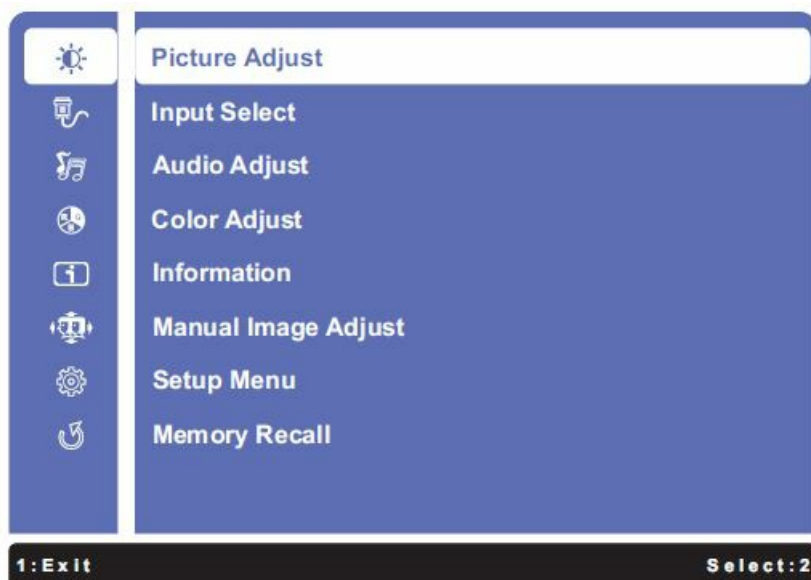 Picture Adjust
Input Select
Audio Adjust
Color Adjust
Information
Manual Image Adjust
Setup Menu
Memory Recall
1:Exit Select:2